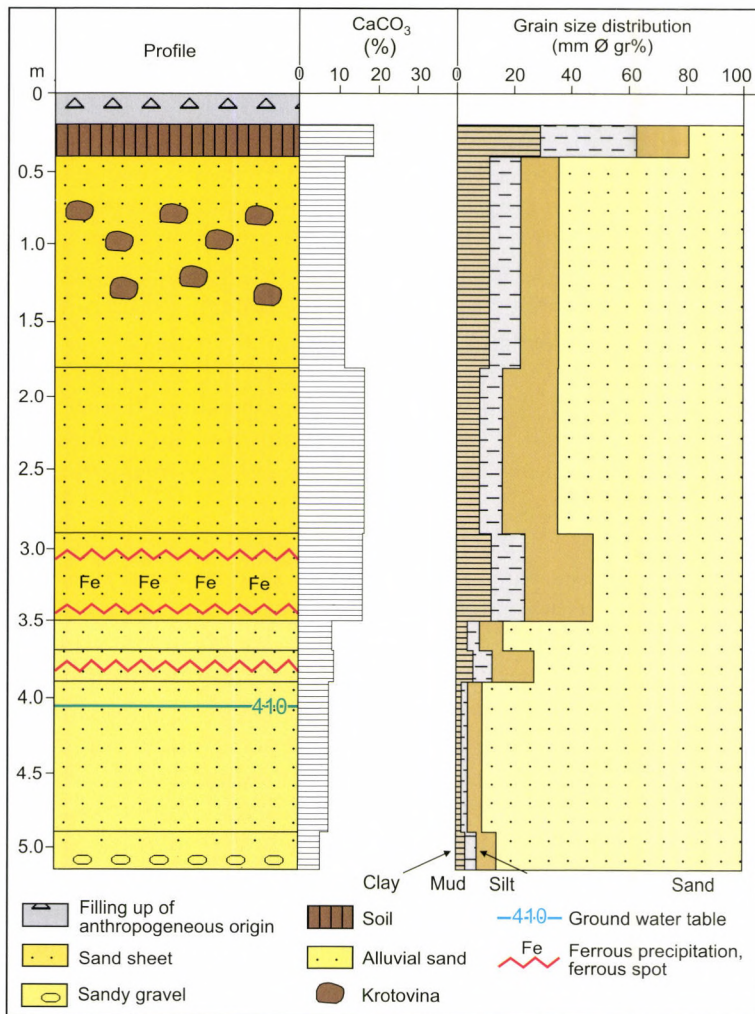 Profile
CaCO3
(%)
Grain size distribution
(mm Ø gr%)
m
0 10 20 30
0 20 40 60 80 100
0
0.5
1.0
1.5
2.0
2.5
3.0
Fe Fe Fe Fe
3.5
4.0
410
m
5.0
Clay Mud Silt Sand
Filling up of
anthropogeneous origin
Soil
410 Ground water table
Sand sheet
Alluvial sand
Fe Ferrous precipitation,
ferrous spot
Sandy gravel
Krotovina